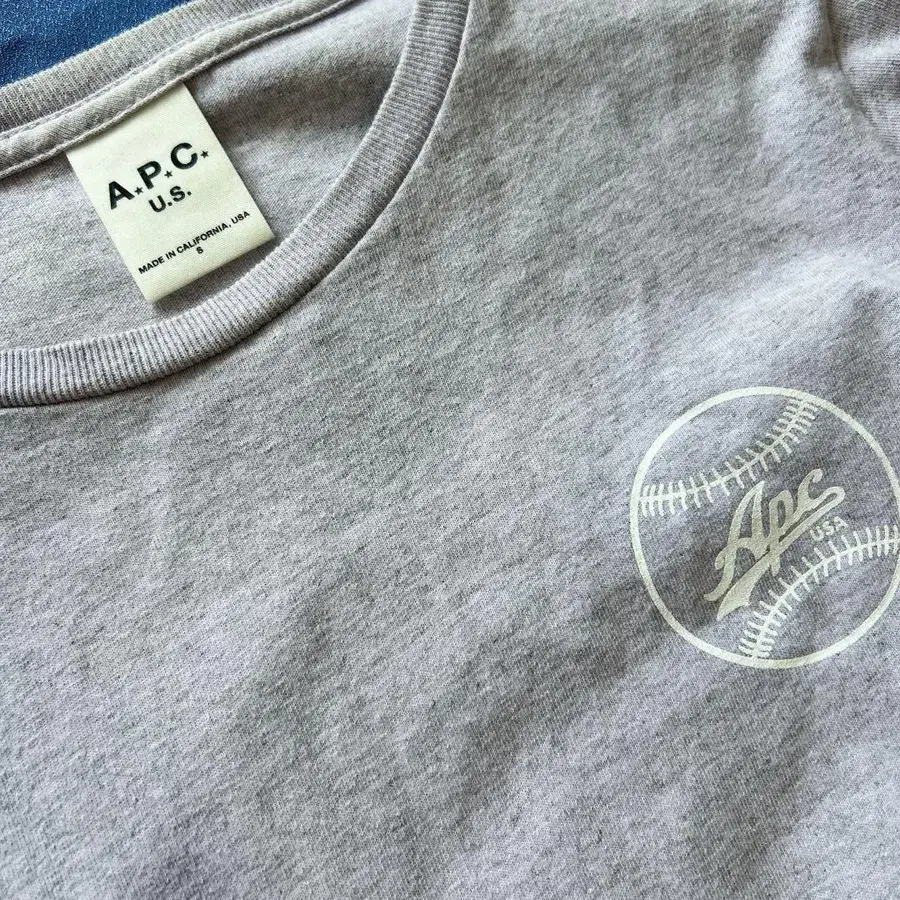 A.P.C.
U.S.
MADE IN CALIFORNIA, USA
S
Apc
USA